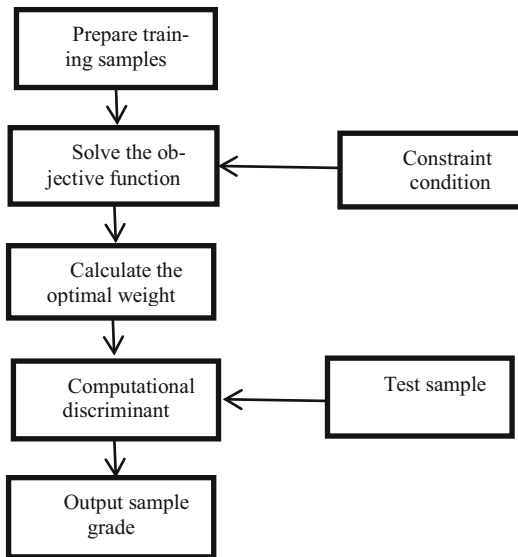 Prepare train-
ing samples
Solve the ob-
jective function
Constraint
condition
Calculate the
optimal weight
Computational
discriminant
Test sample
Output sample
grade